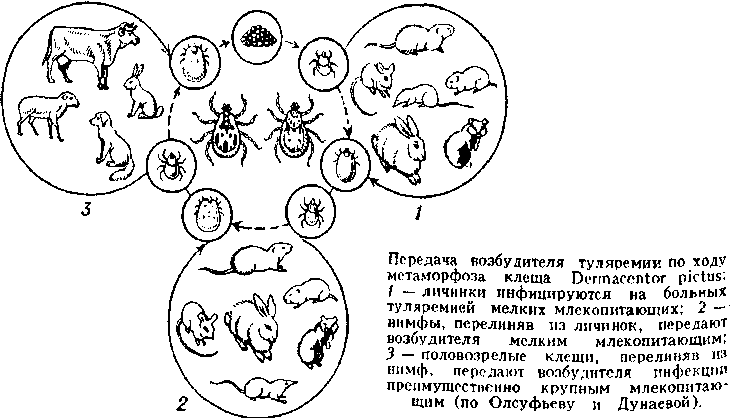 3
1
2
Передача возбудителя туляремии по ходу
метаморфоза клеща Dermacentor pictus:
1 — личинки инфицируются на больных
туляремией мелких млекопитающих; 2 —
нимфы, перелиняв из личинок, передают
возбудителя мелким млекопитающим;
3 — половозрелые клещи, перелиняв из
нимф, передают возбудителя инфекции
преимущественно крупным млекопитаю-
щим (по Олсуфьеву и Дунаевой).